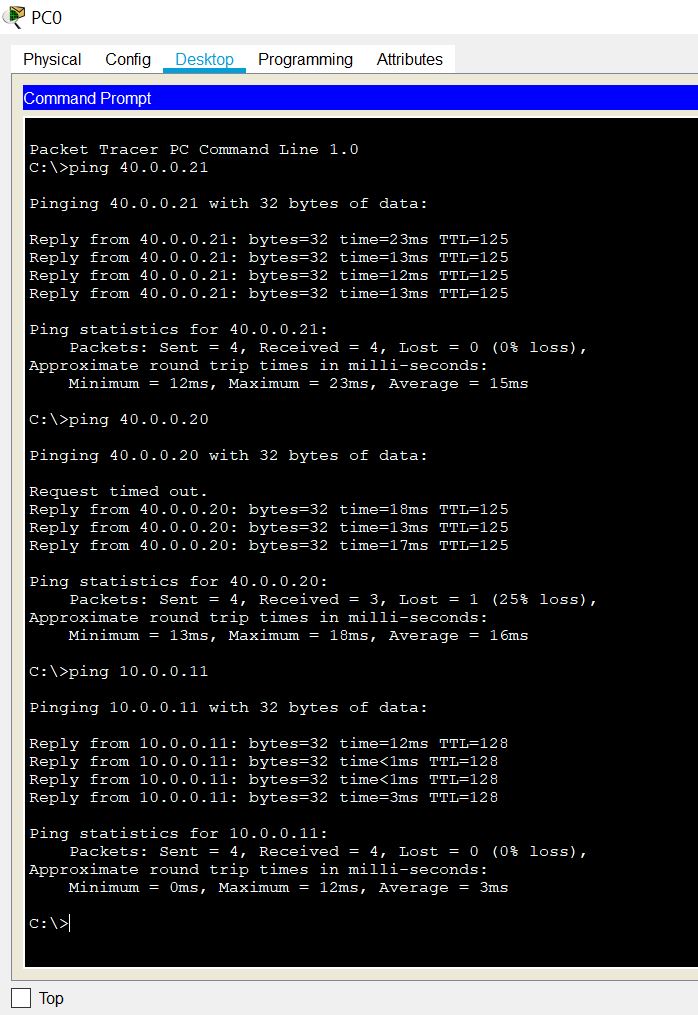 PC0
Physical Config Desktop Programming Attributes
Command Prompt
Packet Tracer PC Command Line 1.0
C:\>ping 40.0.0.21
Pinging 40.0.0.21 with 32 bytes of data:
Reply from 40.0.0.21: bytes=32 time=23ms TTL=125
Reply from 40.0.0.21: bytes=32 time=13ms TTL=125
Reply from 40.0.0.21: bytes=32 time=12ms TTL=125
Reply from 40.0.0.21: bytes=32 time=13ms TTL=125
Ping statistics for 40.0.0.21:
Packets: Sent = 4, Received = 4, Lost = 0 (0% loss),
Approximate round trip times in milli-seconds:
Minimum = 12ms, Maximum = 23ms, Average = 15ms
C:\>ping 40.0.0.20
Pinging 40.0.0.20 with 32 bytes of data:
Request timed out.
Reply from 40.0.0.20: bytes=32 time=18ms TTL=125
Reply from 40.0.0.20: bytes=32 time=13ms TTL=125
Reply from 40.0.0.20: bytes=32 time=17ms TTL=125
Ping statistics for 40.0.0.20:
Packets: Sent = 4, Received = 3, Lost = 1 (25% loss),
Approximate round trip times in milli-seconds:
Minimum = 13ms, Maximum = 18ms, Average = 16ms
C:\>ping 10.0.0.11
Pinging 10.0.0.11 with 32 bytes of data:
Reply from 10.0.0.11: bytes=32 time=12ms TTL=128
Reply from 10.0.0.11: bytes=32 time<1ms TTL=128
Reply from 10.0.0.11: bytes=32 time<1ms TTL=128
Reply from 10.0.0.11: bytes=32 time=3ms TTL=128
Ping statistics for 10.0.0.11:
Packets: Sent = 4, Received = 4, Lost = 0 (0% loss),
Approximate round trip times in milli-seconds:
Minimum = 0ms, Maximum = 12ms, Average = 3ms
C:\>
Top